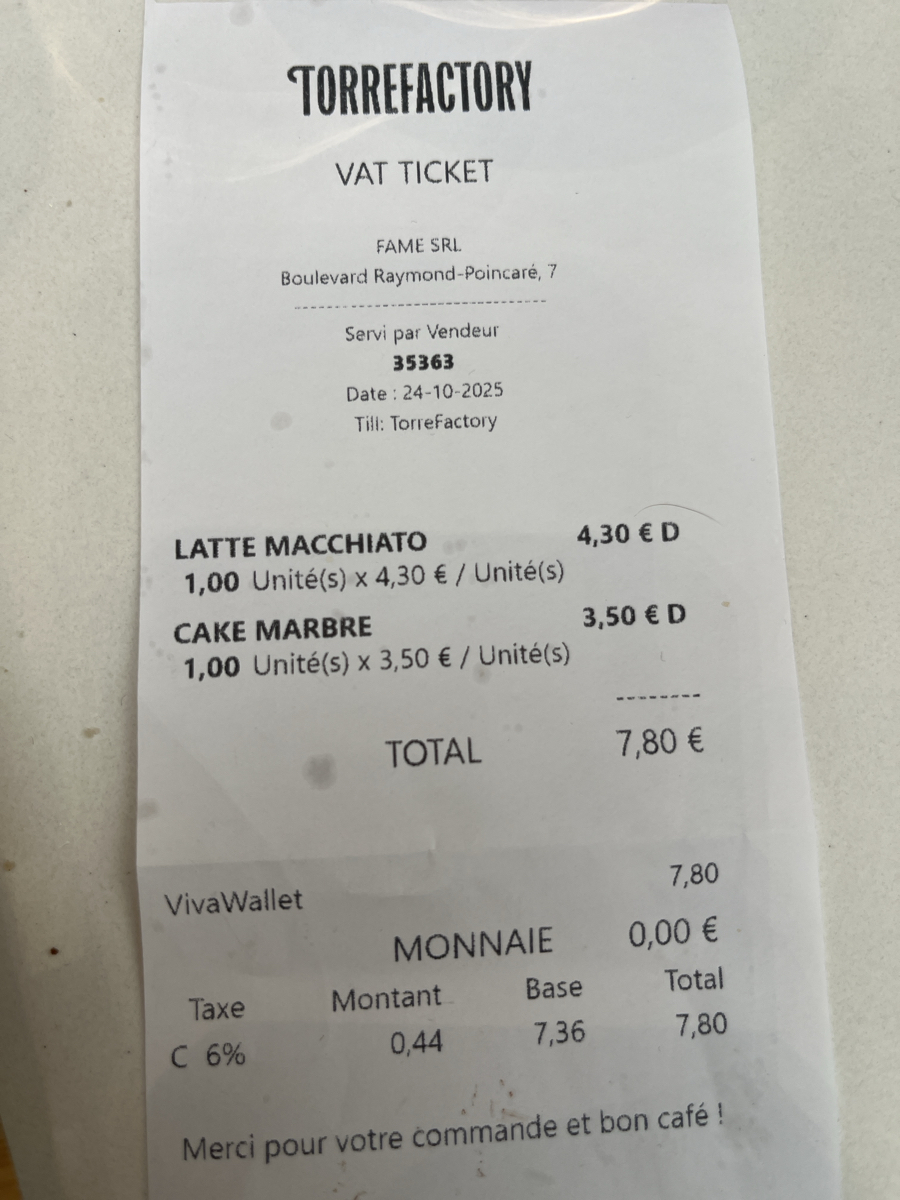 TORREFACTORY
VAT TICKET
FAME SRL
Boulevard Raymond-Poincaré, 7
--------------------------------
Servi par Vendeur
35363
Date : 24-10-2025
Till: TorreFactory
LATTE MACCHIATO 4,30 € D
1,00 Unité(s) x 4,30 € / Unité(s)
CAKE MARBRE 3,50 € D
1,00 Unité(s) x 3,50 € / Unité(s)
--------
TOTAL 7,80 €
VivaWallet 7,80
MONNAIE 0,00 €
Taxe Montant Base Total
C 6% 0,44 7,36 7,80
Merci pour votre commande et bon café !